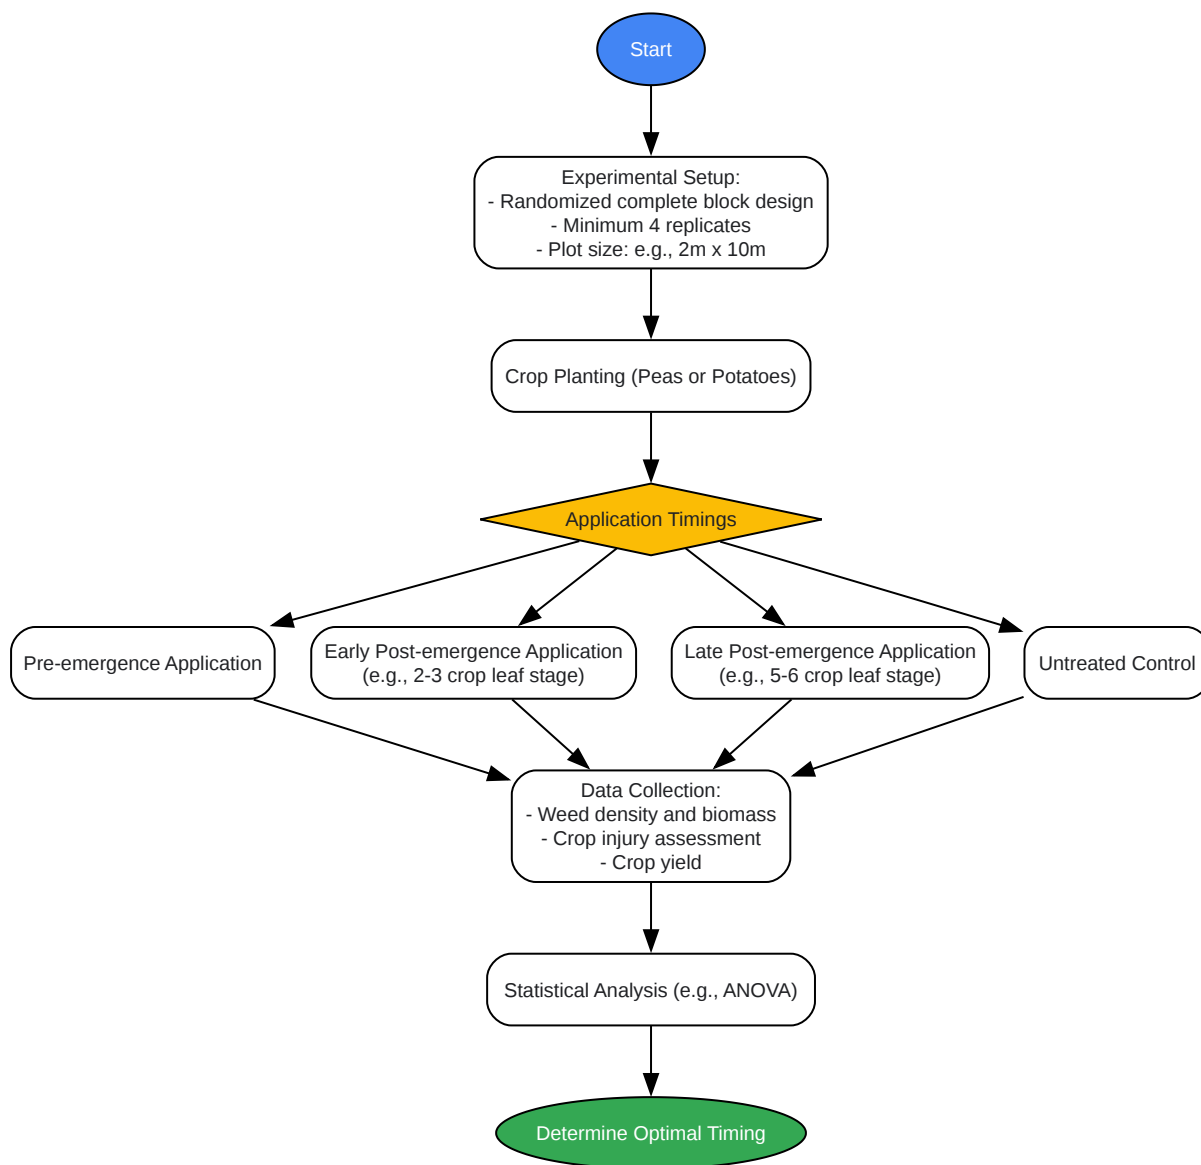 Start
Experimental Setup:
- Randomized complete block design
- Minimum 4 replicates
- Plot size: e.g., 2m x 10m
Crop Planting (Peas or Potatoes)
Application Timings
Pre-emergence Application
Early Post-emergence Application
(e.g., 2-3 crop leaf stage)
Late Post-emergence Application
(e.g., 5-6 crop leaf stage)
Untreated Control
Data Collection:
- Weed density and biomass
- Crop injury assessment
- Crop yield
Statistical Analysis (e.g., ANOVA)
Determine Optimal Timing